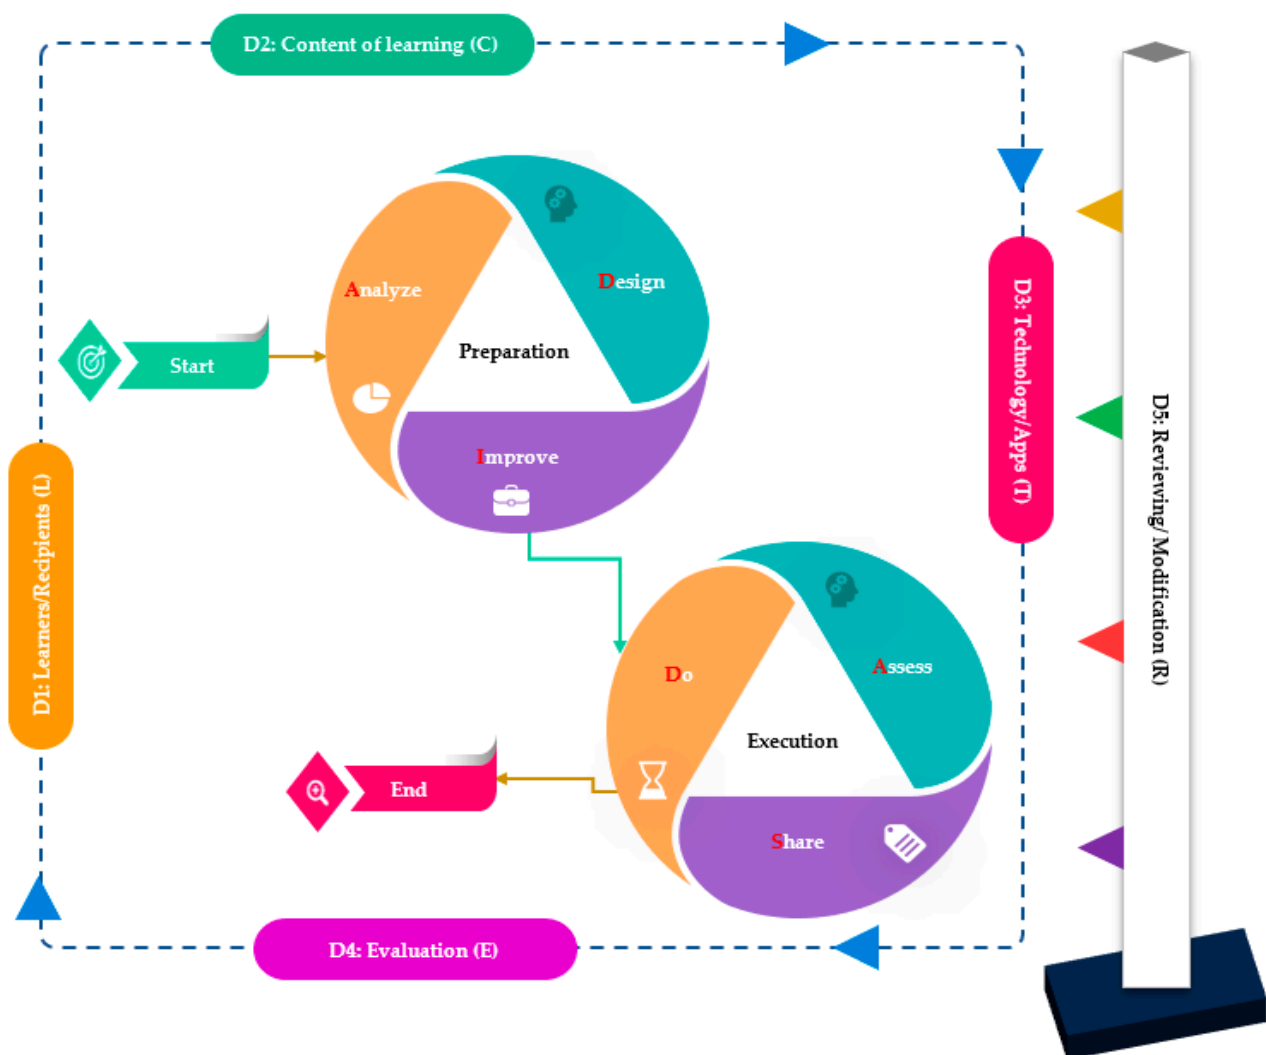 D2: Content of learning (C)
Design
Analyze
Preparation
Start
Improve
D1: Learners/Recipients (L)
D3: Technology/Apps (T)
D5: Reviewing/ Modification (R)
Do
Assess
Execution
End
Share
D4: Evaluation (E)